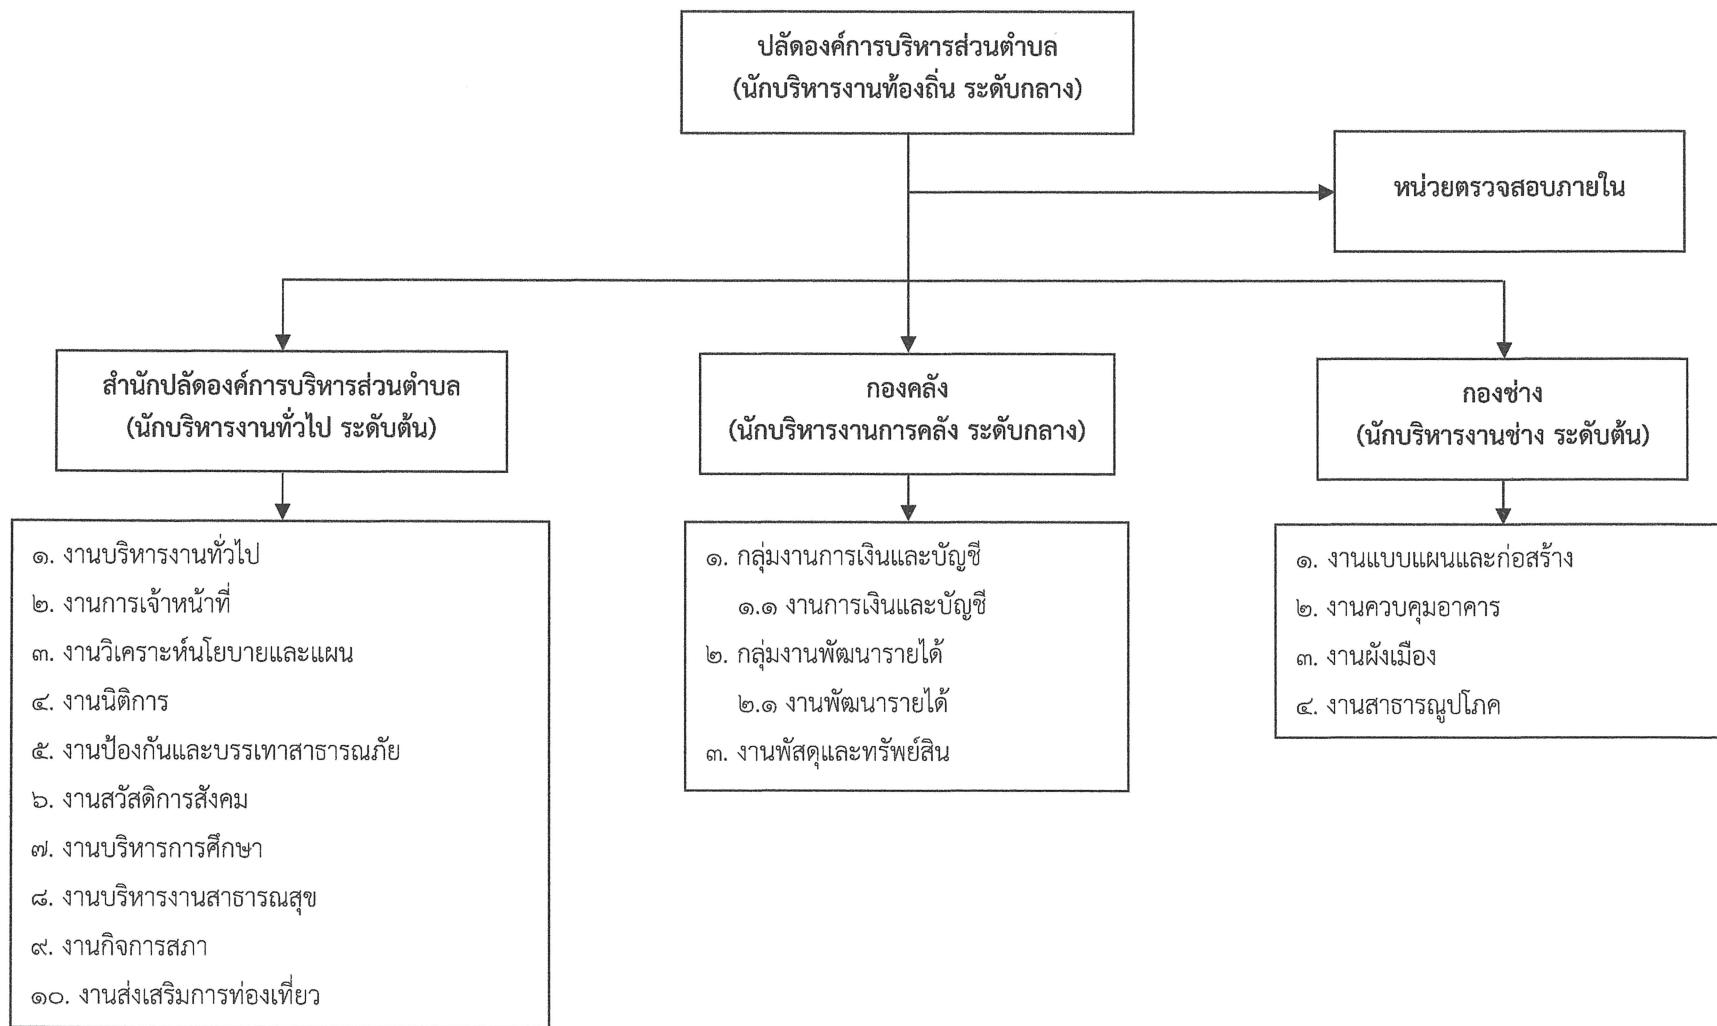 ปลัดองค์การบริหารส่วนตำบล
(นักบริหารงานท้องถิ่น ระดับกลาง)
หน่วยตรวจสอบภายใน
สำนักปลัดองค์การบริหารส่วนตำบล
(นักบริหารงานทั่วไป ระดับต้น)
๑. งานบริหารงานทั่วไป
๒. งานการเจ้าหน้าที่
๓. งานวิเคราะห์นโยบายและแผน
๔. งานนิติการ
๕. งานป้องกันและบรรเทาสาธารณภัย
๖. งานสวัสดิการสังคม
๗. งานบริหารการศึกษา
๘. งานบริหารงานสาธารณสุข
๙. งานกิจการสภา
๑๐. งานส่งเสริมการท่องเที่ยว
กองคลัง
(นักบริหารงานการคลัง ระดับกลาง)
๑. กลุ่มงานการเงินและบัญชี
๑.๑ งานการเงินและบัญชี
๒. กลุ่มงานพัฒนารายได้
๒.๑ งานพัฒนารายได้
๓. งานพัสดุและทรัพย์สิน
กองช่าง
(นักบริหารงานช่าง ระดับต้น)
๑. งานแบบแผนและก่อสร้าง
๒. งานควบคุมอาคาร
๓. งานผังเมือง
๔. งานสาธารณูปโภค